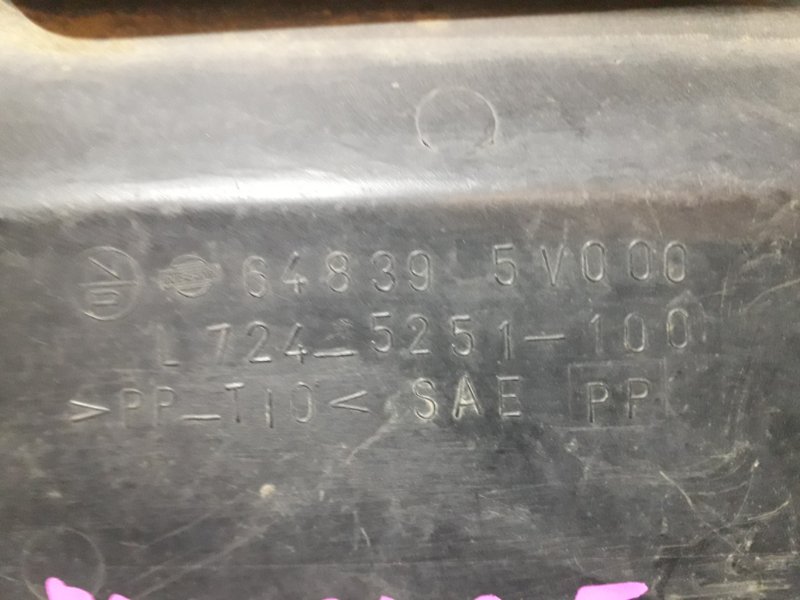 64839 5V000
L724-5251-100
>PP-T10< SAE PP